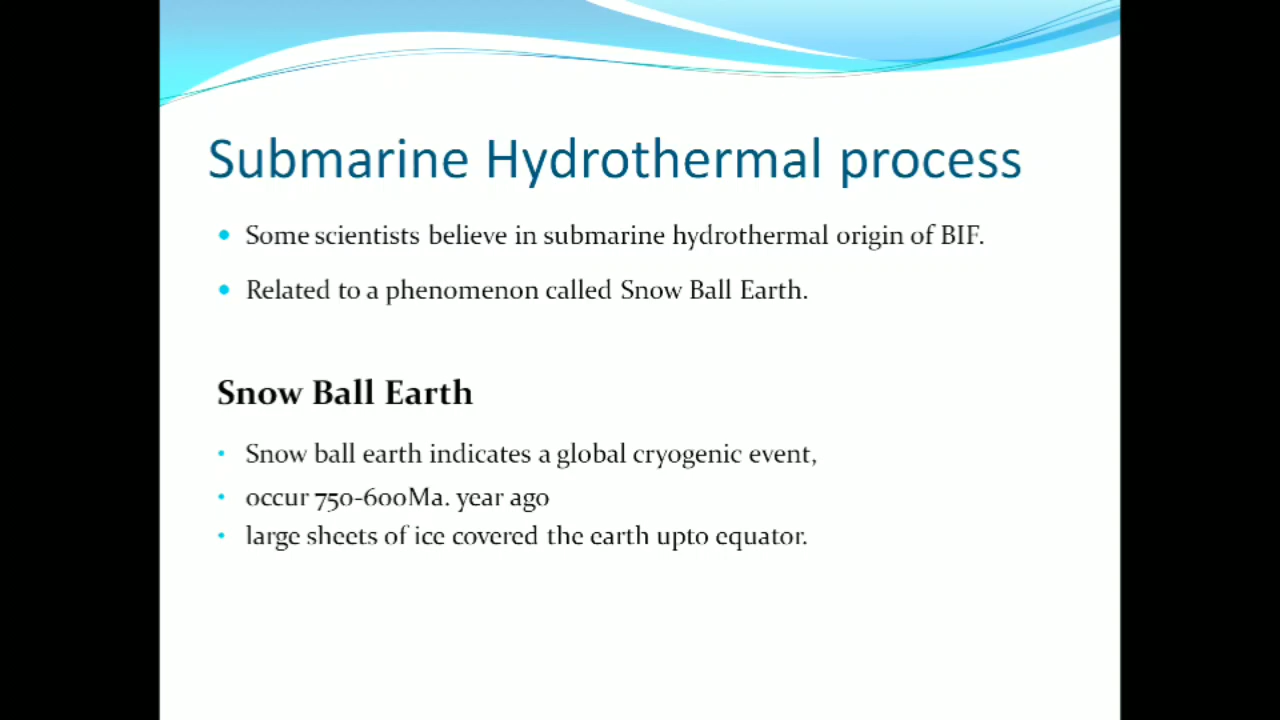 Submarine Hydrothermal process
• Some scientists believe in submarine hydrothermal origin of BIF.
• Related to a phenomenon called Snow Ball Earth.
Snow Ball Earth
• Snow ball earth indicates a global cryogenic event,
• occur 750-600Ma. year ago
• large sheets of ice covered the earth upto equator.